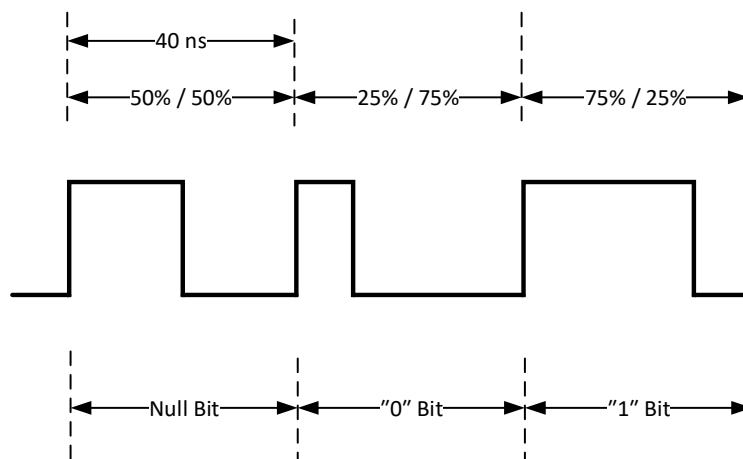 40 ns
50% / 50% 25% / 75% 75% / 25%
Null Bit ”0” Bit ”1” Bit